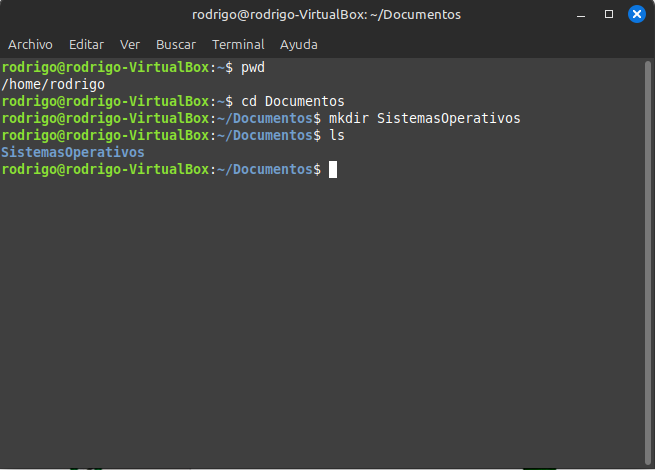 rodrigo@rodrigo-VirtualBox: ~/Documentos
Archivo Editar Ver Buscar Terminal Ayuda
rodrigo@rodrigo-VirtualBox:~$ pwd
/home/rodrigo
rodrigo@rodrigo-VirtualBox:~$ cd Documentos
rodrigo@rodrigo-VirtualBox:~/Documentos$ mkdir SistemasOperativos
rodrigo@rodrigo-VirtualBox:~/Documentos$ ls
SistemasOperativos
rodrigo@rodrigo-VirtualBox:~/Documentos$